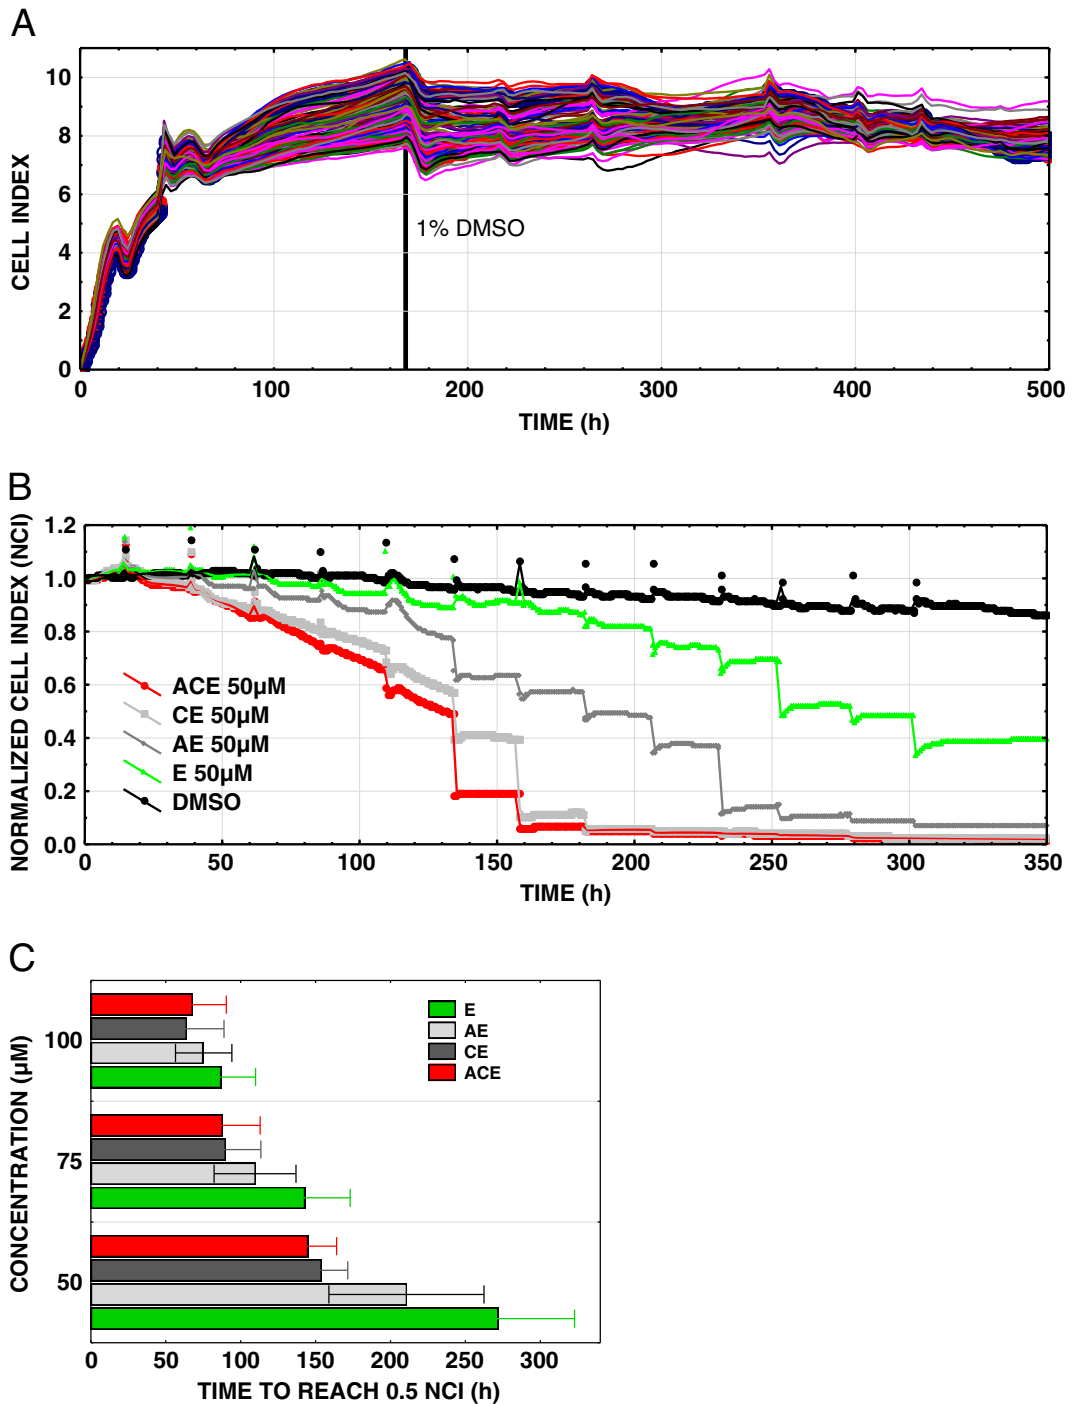 A
CELL INDEX
10
8
6
4
2
0
1% DMSO
0 100 200 300 400 500
TIME (h)
B
NORMALIZED CELL INDEX (NCI)
1.2
1.0
0.8
0.6
0.4
0.2
0.0
ACE 50µM
CE 50µM
AE 50µM
E 50µM
DMSO
0 50 100 150 200 250 300 350
TIME (h)
C
CONCENTRATION (µM)
100
75
50
E
AE
CE
ACE
0 50 100 150 200 250 300
TIME TO REACH 0.5 NCI (h)